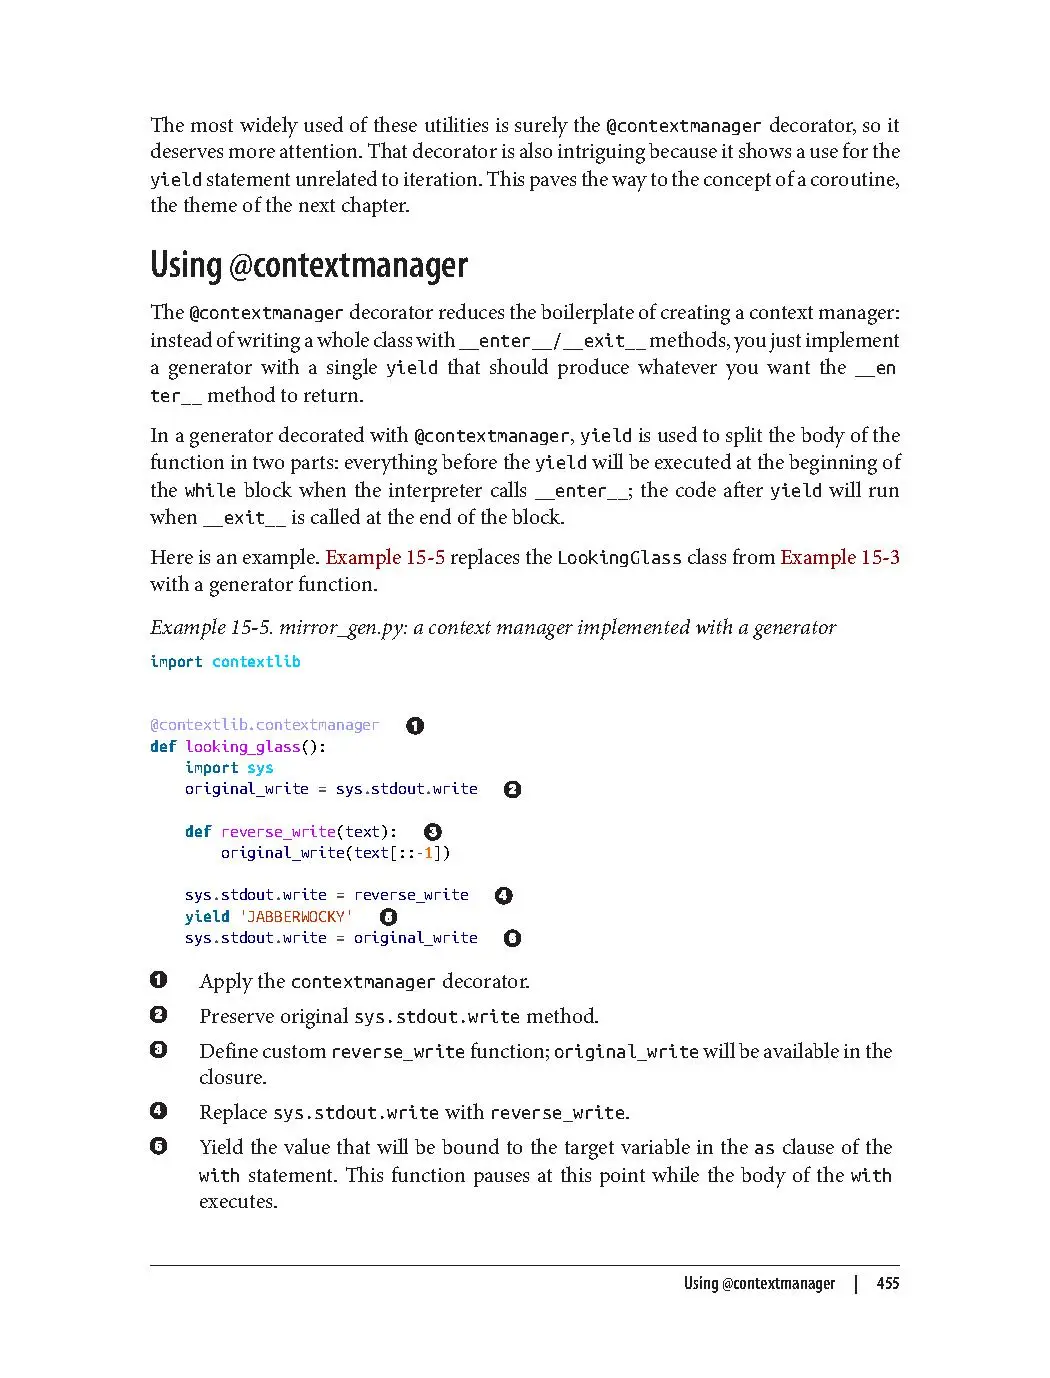 The most widely used of these utilities is surely the @contextmanager decorator, so it
deserves more attention. That decorator is also intriguing because it shows a use for the
yield statement unrelated to iteration. This paves the way to the concept of a coroutine,
the theme of the next chapter.
Using @contextmanager
The @contextmanager decorator reduces the boilerplate of creating a context manager:
instead of writing a whole class with __enter__/__exit__ methods, you just implement
a generator with a single yield that should produce whatever you want the __en
ter__ method to return.
In a generator decorated with @contextmanager, yield is used to split the body of the
function in two parts: everything before the yield will be executed at the beginning of
the while block when the interpreter calls __enter__; the code after yield will run
when __exit__ is called at the end of the block.
Here is an example. Example 15-5 replaces the LookingGlass class from Example 15-3
with a generator function.
Example 15-5. mirror_gen.py: a context manager implemented with a generator
import contextlib
@contextlib.contextmanager ❶
def looking_glass():
    import sys
    original_write = sys.stdout.write ❷
    def reverse_write(text): ❸
        original_write(text[::-1])
    sys.stdout.write = reverse_write ❹
    yield 'JABBERWOCKY' ❺
    sys.stdout.write = original_write ❻
❶ Apply the contextmanager decorator.
❷ Preserve original sys.stdout.write method.
❸ Define custom reverse_write function; original_write will be available in the
closure.
❹ Replace sys.stdout.write with reverse_write.
❺ Yield the value that will be bound to the target variable in the as clause of the
with statement. This function pauses at this point while the body of the with
executes.
Using @contextmanager | 455